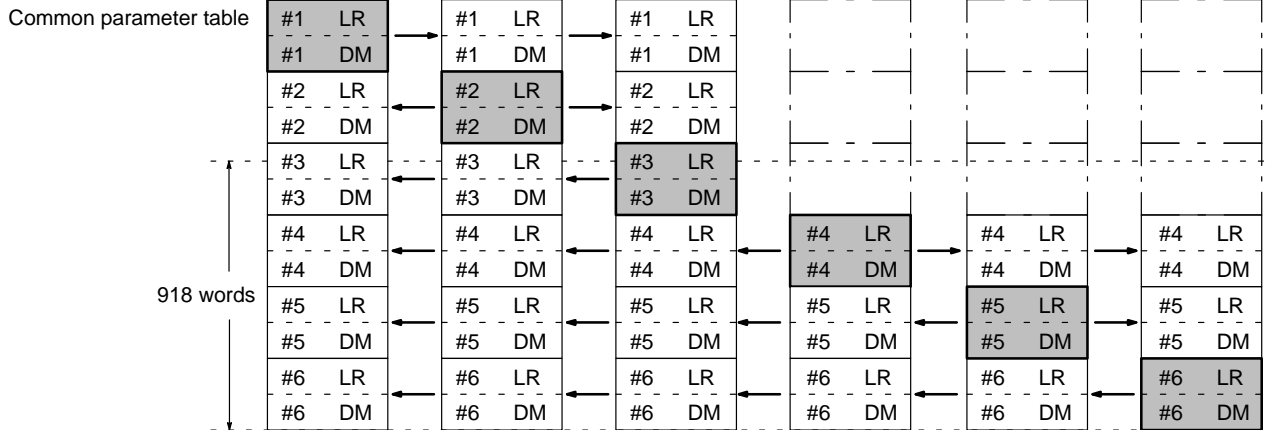 Common parameter table
#1 LR #1 LR #1 LR
#1 DM #1 DM #1 DM
#2 LR #2 LR #2 LR
#2 DM #2 DM #2 DM
#3 LR #3 LR #3 LR
#3 DM #3 DM #3 DM
#4 LR #4 LR #4 LR #4 LR #4 LR #4 LR
#4 DM #4 DM #4 DM #4 DM #4 DM #4 DM
918 words
#5 LR #5 LR #5 LR #5 LR #5 LR #5 LR
#5 DM #5 DM #5 DM #5 DM #5 DM #5 DM
#6 LR #6 LR #6 LR #6 LR #6 LR #6 LR
#6 DM #6 DM #6 DM #6 DM #6 DM #6 DM